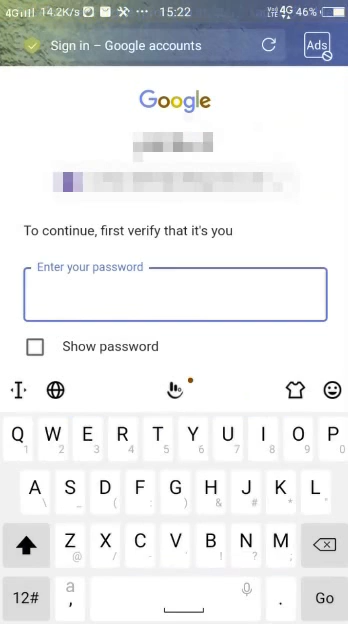 4G 14.2K/s ··· 15:22 VoLTE 4G 46%
Sign in – Google accounts Ads
Google
To continue, first verify that it's you
Enter your password
Show password
Q W E R T Y U I O P
1 2 3 4 5 6 7 8 9 0
A S D F G H J K L
\ _ ( : ) & # * "
Z X C V B N M
@ / - ' ! ? ;
12# a , . Go